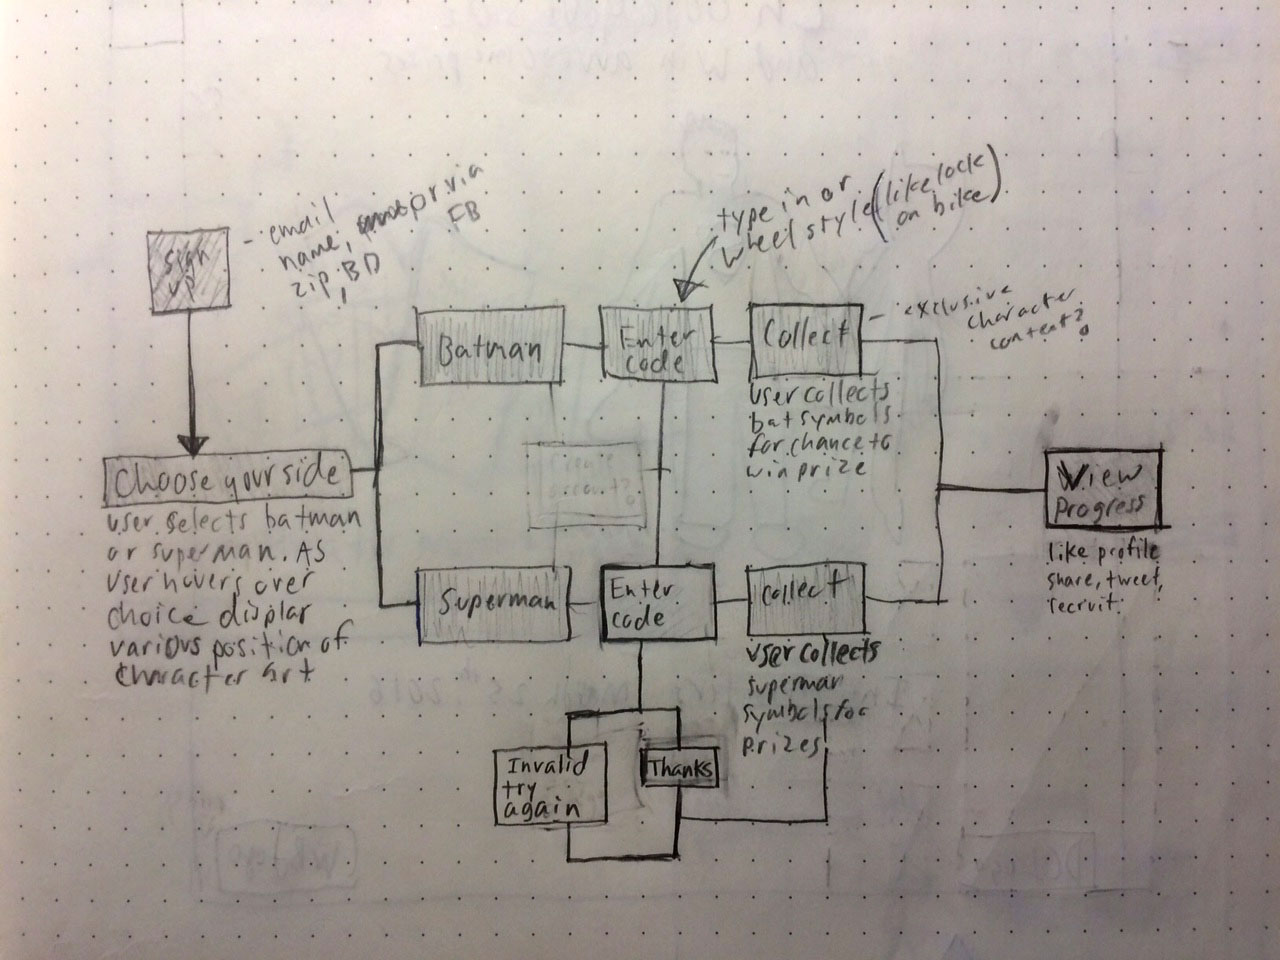 Sign
up
- email
name, or via
FB
zip, BD
type in or
wheel style (like lock
on bike)
Batman
Enter
code
Collect
- exclusive
character
content?
user collects
bat symbols
for chance to
win prize
Choose your side
user selects batman
or superman. AS
user hovers over
choice display
various position of
character art
create
account?
View
Progress
like profile
share, tweet,
recruit.
Superman
Enter
code
Collect
user collects
superman
symbols for
prizes
Invalid
try
again
Thanks